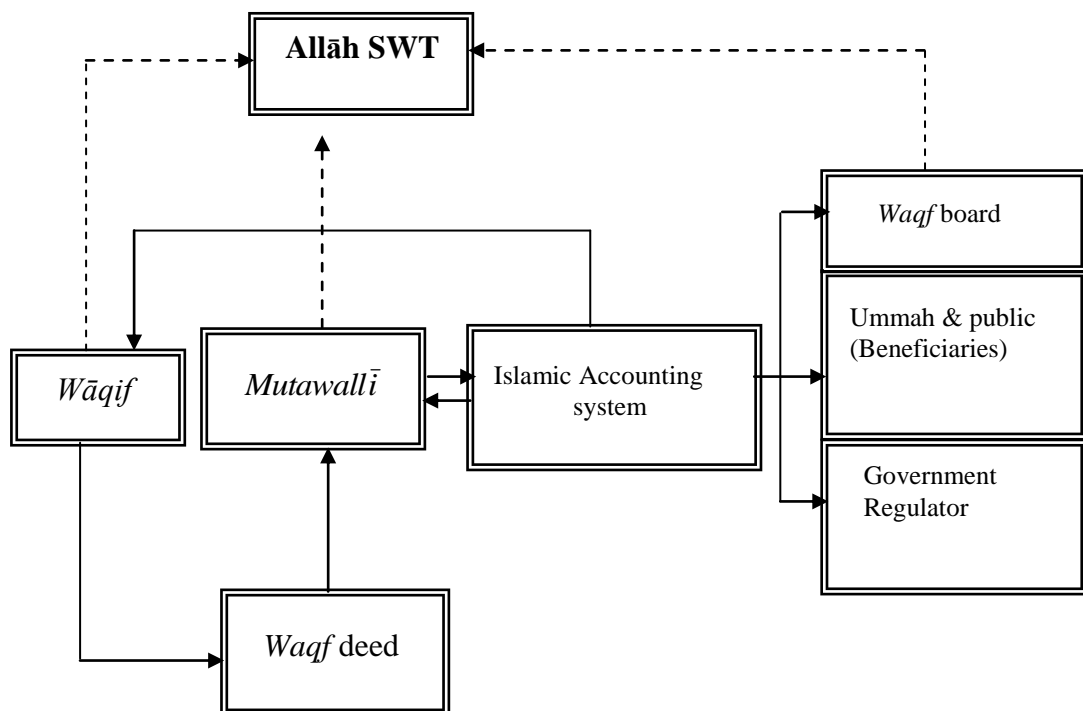 Allāh SWT
Waqf board
Ummah & public
(Beneficiaries)
Government
Regulator
Wāqif
Mutawallī
Islamic Accounting
system
Waqf deed